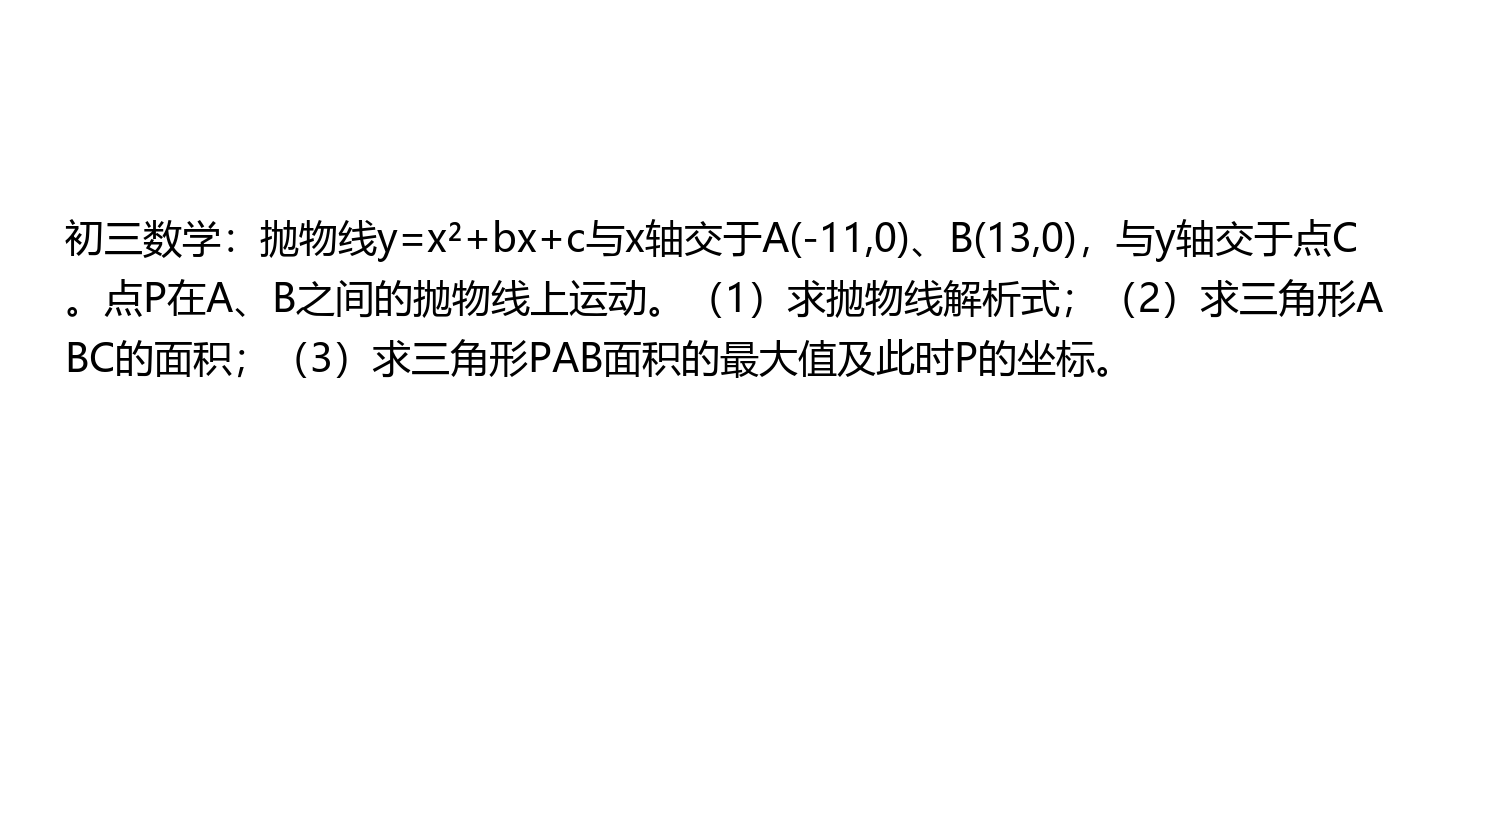 初三数学：抛物线y=x²+bx+c与x轴交于A(-11,0)、B(13,0)，与y轴交于点C
。点P在A、B之间的抛物线上运动。（1）求抛物线解析式；（2）求三角形A
BC的面积；（3）求三角形PAB面积的最大值及此时P的坐标。